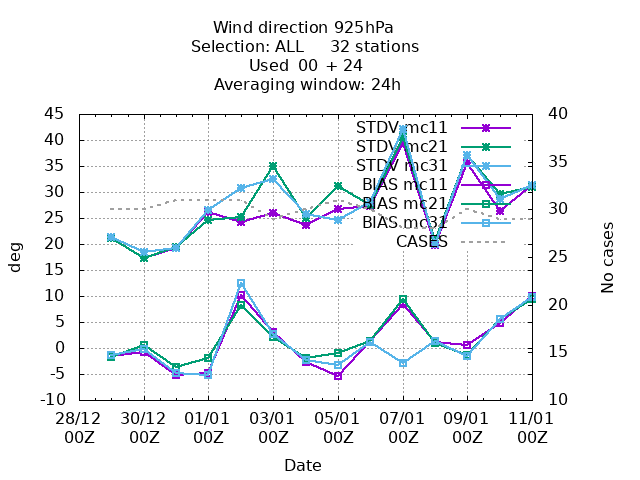 Wind direction 925hPa
Selection: ALL 32 stations
Used 00 + 24
Averaging window: 24h
45
40
35
30
25
20
15
10
5
0
-5
-10
deg
40
35
30
25
20
15
10
No cases
STDV mc11
STDV mc21
STDV mc31
BIAS mc11
BIAS mc21
BIAS mc31
CASES
28/12 30/12 01/01 03/01 05/01 07/01 09/01 11/01
00Z 00Z 00Z 00Z 00Z 00Z 00Z 00Z
Date